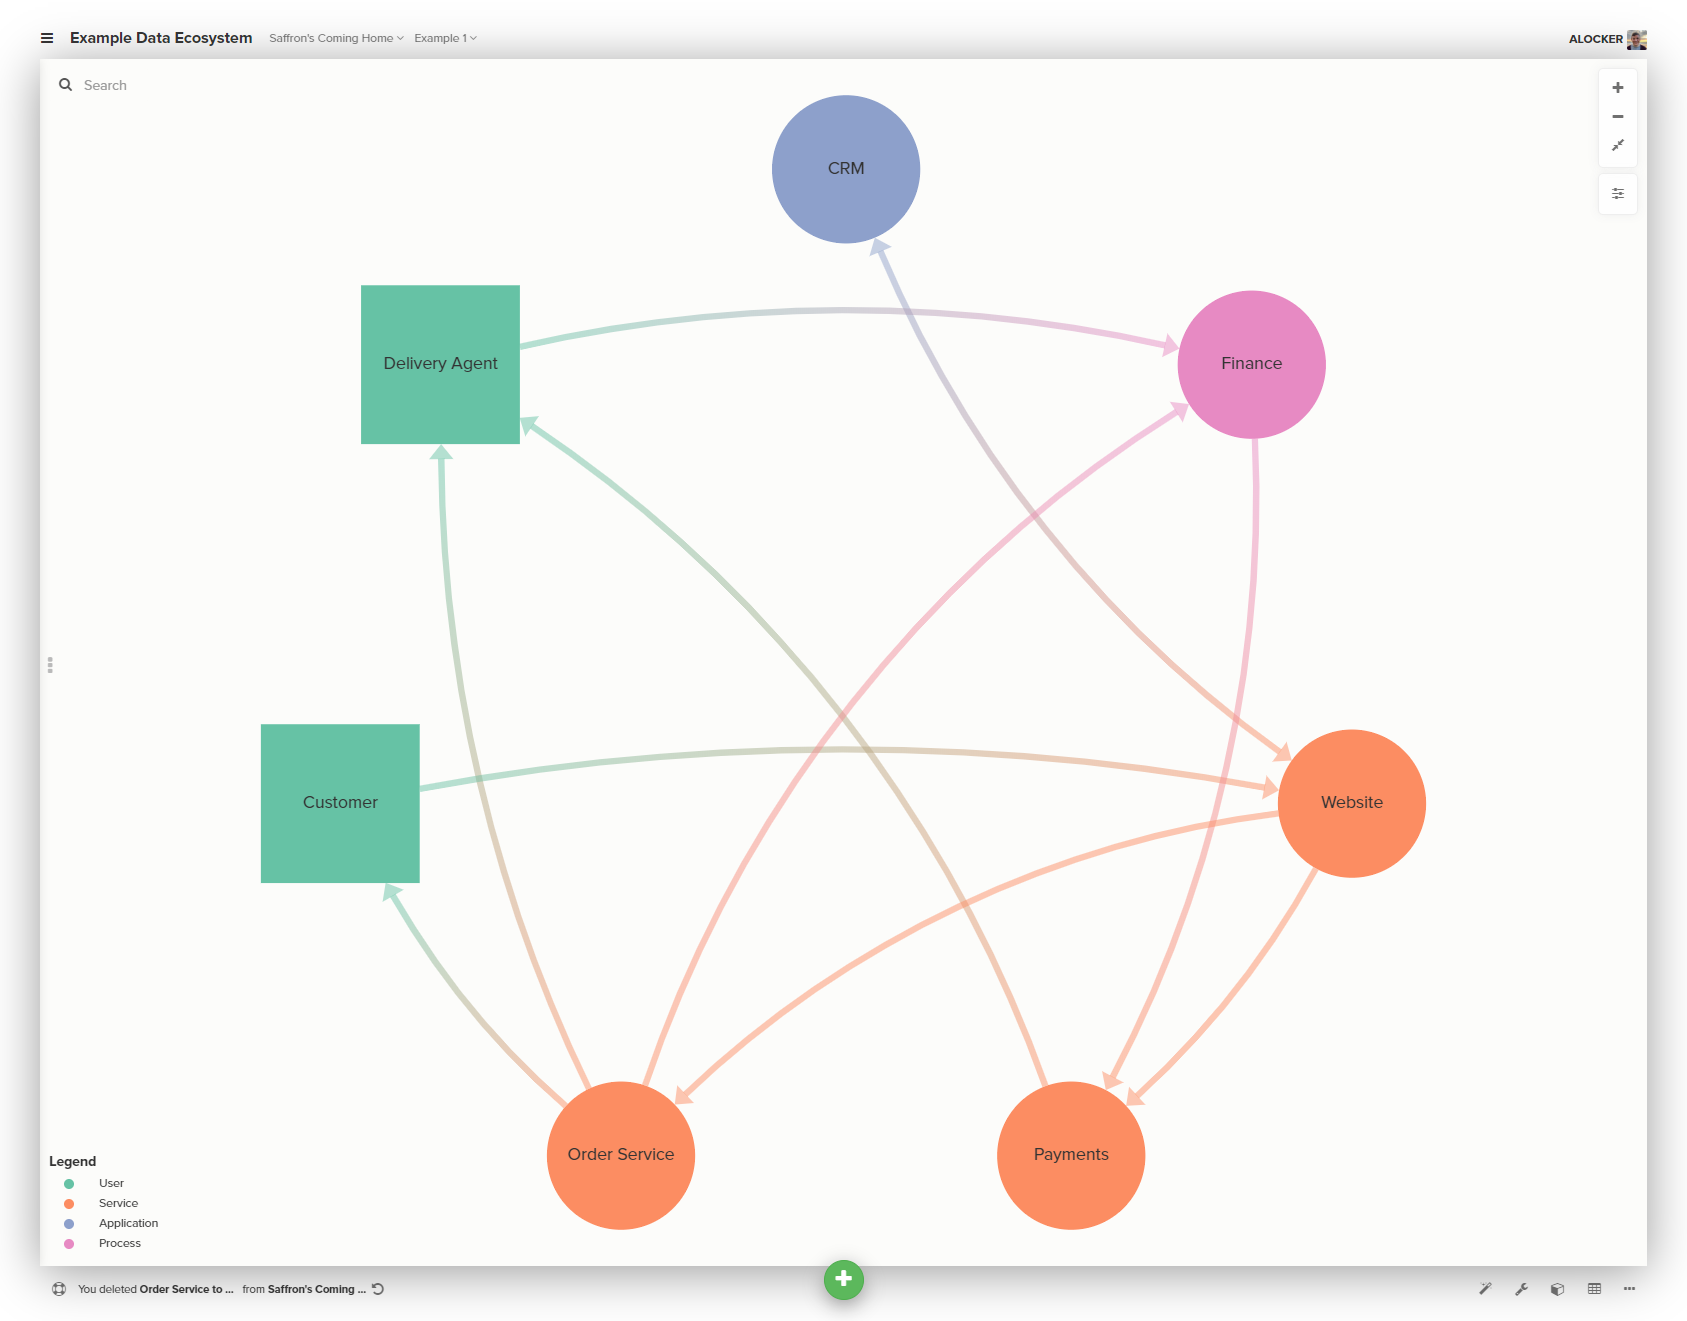 Example Data Ecosystem Saffron's Coming Home Example 1
ALOCKER
Search
CRM
Delivery Agent
Finance
Customer
Website
Order Service
Payments
Legend
User
Service
Application
Process
You deleted Order Service to ... from Saffron's Coming ...